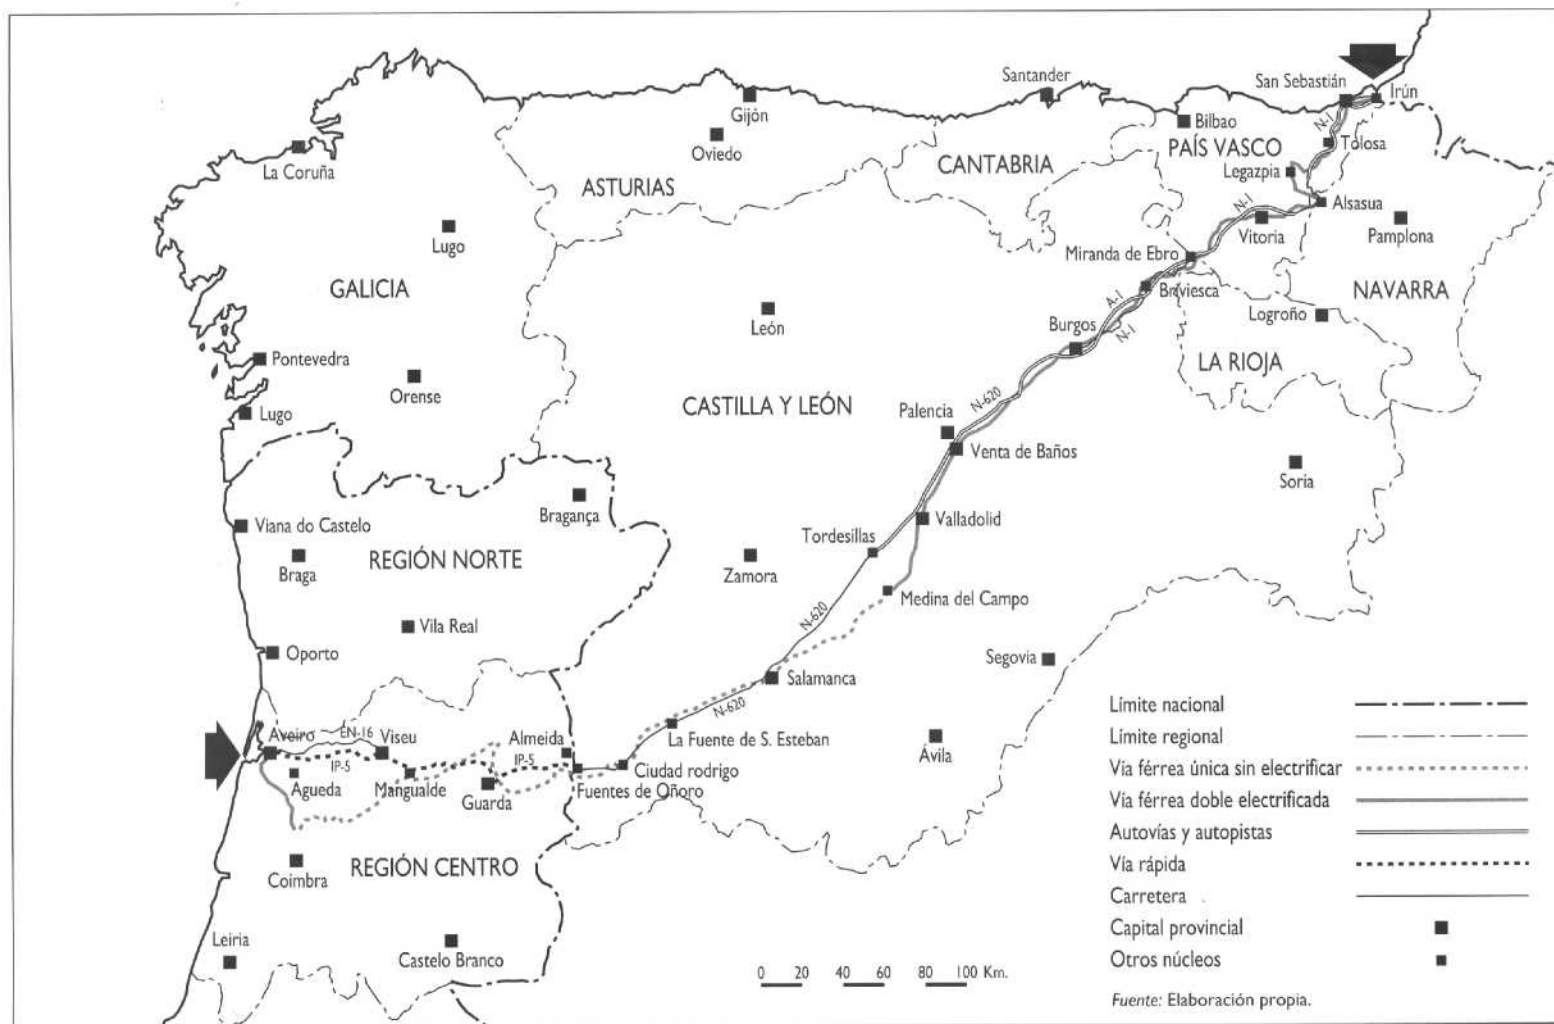 Santander
San Sebastián
Irún
Gijón
Bilbao
N-I
Oviedo
La Coruña
PAÍS VASCO
Tolosa
CANTABRIA
Legazpia
ASTURIAS
N-I
Alsasua
Lugo
Vitoria
Pamplona
Miranda de Ebro
GALICIA
Briviesca
NAVARRA
A-I
León
Burgos
N-I
Logroño
Pontevedra
LA RIOJA
Orense
CASTILLA Y LEÓN
N-620
Lugo
Palencia
Venta de Baños
Soria
Bragança
Viana do Castelo
Valladolid
Tordesillas
REGIÓN NORTE
Braga
Zamora
Medina del Campo
N-620
Vila Real
Oporto
Segovia
Salamanca
N-620
Aveiro
EN-16
Viseu
Almeida
La Fuente de S. Esteban
IP-5
IP-5
Ávila
Ciudad rodrigo
Agueda
Mangualde
Guarda
Fuentes de Oñoro
Coimbra
REGIÓN CENTRO
Leiria
Castelo Branco
Límite nacional
Límite regional
Vía férrea única sin electrificar
Vía férrea doble electrificada
Autovías y autopistas
Vía rápida
Carretera
Capital provincial
Otros núcleos
0 20 40 60 80 100 Km.
Fuente: Elaboración propia.